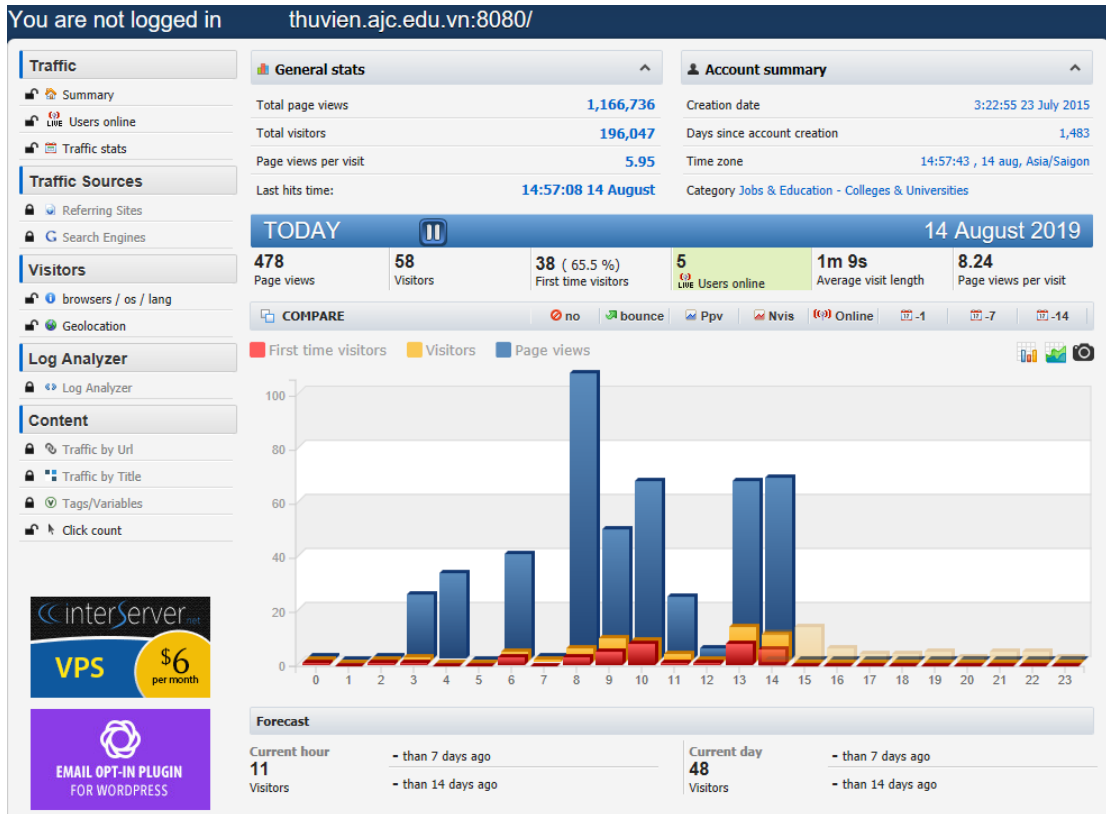 You are not logged in thuvien.ajc.edu.vn:8080/
Traffic
Summary
LIVE Users online
Traffic stats
Traffic Sources
Referring Sites
G Search Engines
Visitors
browsers / os / lang
Geolocation
Log Analyzer
Log Analyzer
Content
Traffic by Url
Traffic by Title
Tags/Variables
Click count
interServer.net
VPS $6 per month
EMAIL OPT-IN PLUGIN
FOR WORDPRESS
General stats
Total page views 1,166,736
Total visitors 196,047
Page views per visit 5.95
Last hits time: 14:57:08 14 August
Account summary
Creation date 3:22:55 23 July 2015
Days since account creation 1,483
Time zone 14:57:43 , 14 aug, Asia/Saigon
Category Jobs & Education - Colleges & Universities
TODAY 14 August 2019
478 58 38 ( 65.5 %) 5 1m 9s 8.24
Page views Visitors First time visitors LIVE Users online Average visit length Page views per visit
COMPARE no bounce Ppv Nvis Online 17 -1 17 -7 17 -14
First time visitors Visitors Page views
100
80
60
40
20
0
0 1 2 3 4 5 6 7 8 9 10 11 12 13 14 15 16 17 18 19 20 21 22 23
Forecast
Current hour
11
Visitors
- than 7 days ago
- than 14 days ago
Current day
48
Visitors
- than 7 days ago
- than 14 days ago